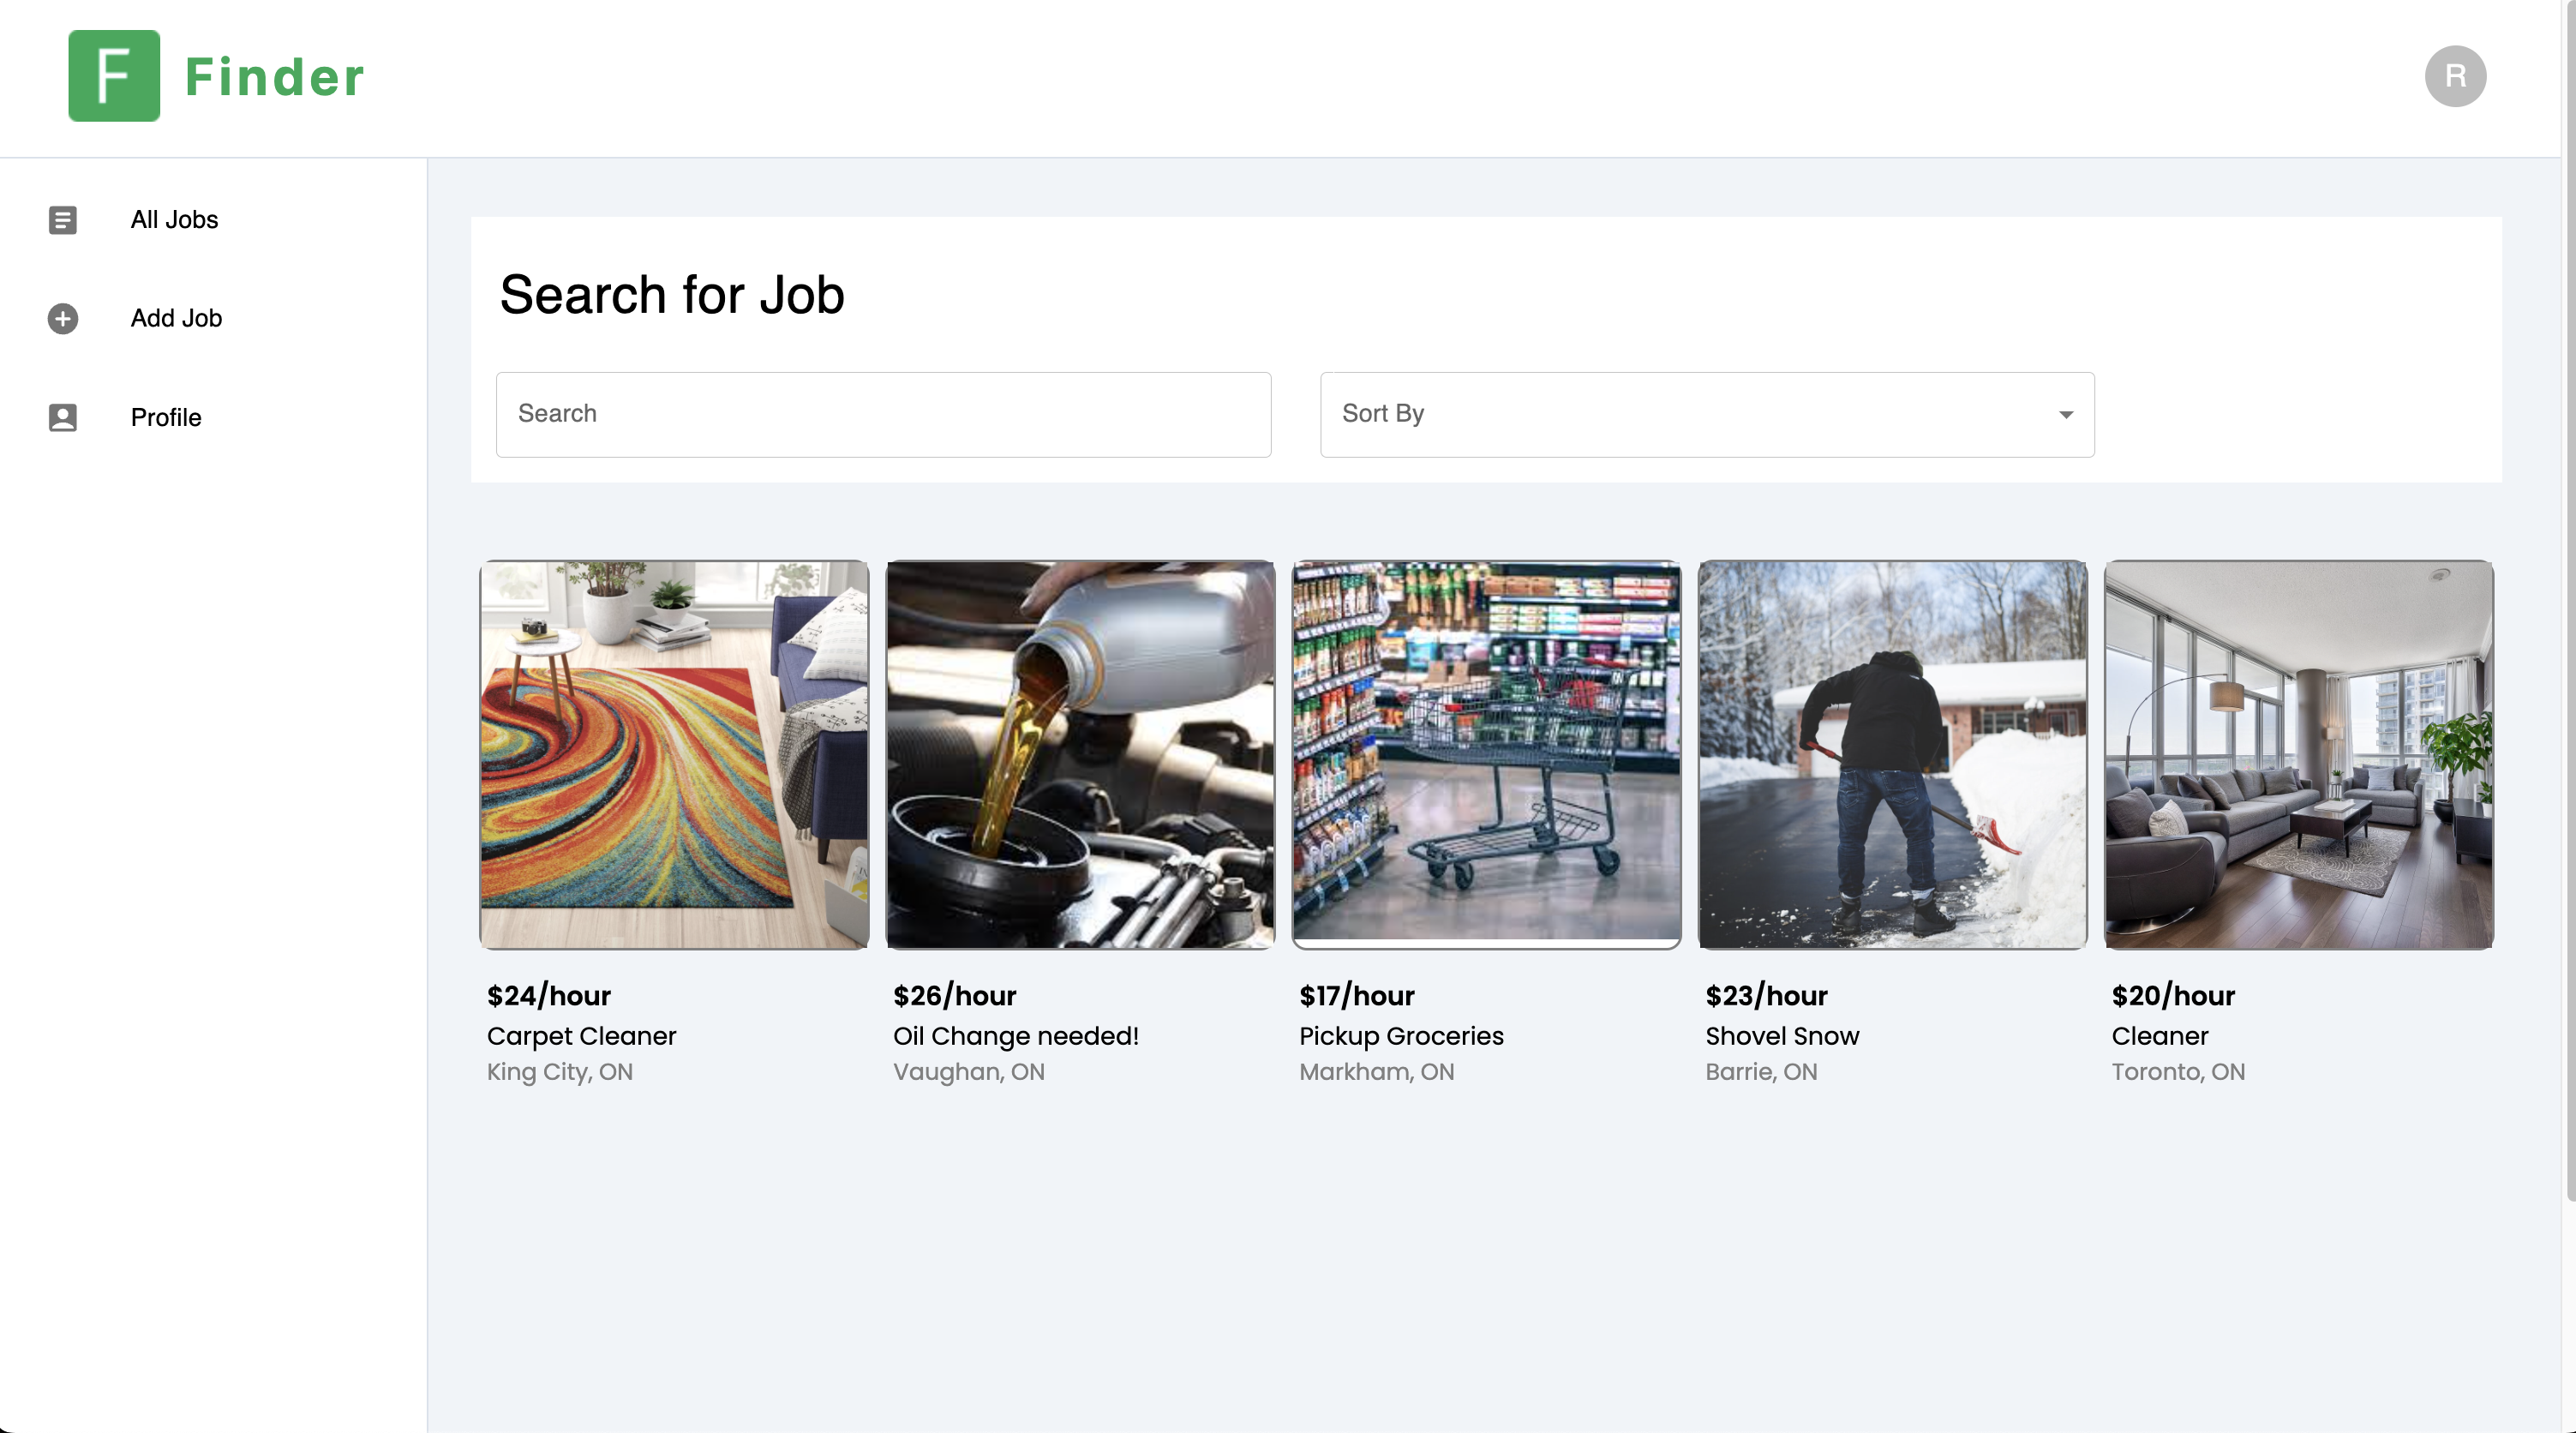 F Finder
R
All Jobs
Add Job
Profile
Search for Job
Search
Sort By
$24/hour
Carpet Cleaner
King City, ON
$26/hour
Oil Change needed!
Vaughan, ON
$17/hour
Pickup Groceries
Markham, ON
$23/hour
Shovel Snow
Barrie, ON
$20/hour
Cleaner
Toronto, ON